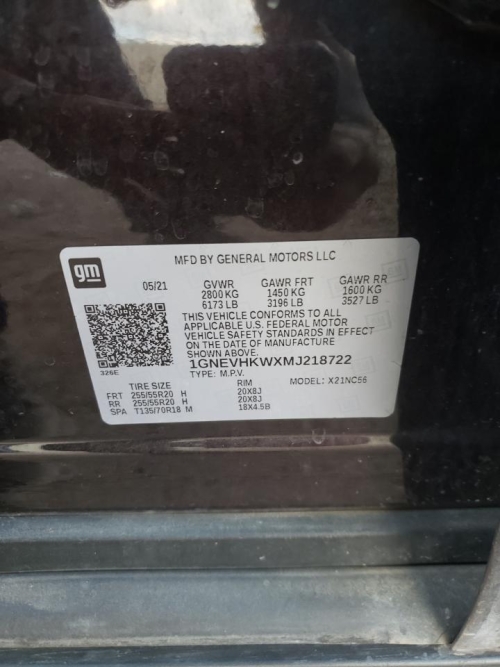 gm
MFD BY GENERAL MOTORS LLC
05/21 GVWR GAWR FRT GAWR RR
2800 KG 1450 KG 1600 KG
6173 LB 3196 LB 3527 LB
THIS VEHICLE CONFORMS TO ALL
APPLICABLE U.S. FEDERAL MOTOR
VEHICLE SAFETY STANDARDS IN EFFECT
ON THE DATE OF MANUFACTURE
SHOWN ABOVE.
326E
1GNEVHKWXMJ218722
TYPE: M.P.V. MODEL: X21NC56
TIRE SIZE RIM
FRT 255/55R20 H 20X8J
RR 255/55R20 H 20X8J
SPA T135/70R18 M 18X4.5B